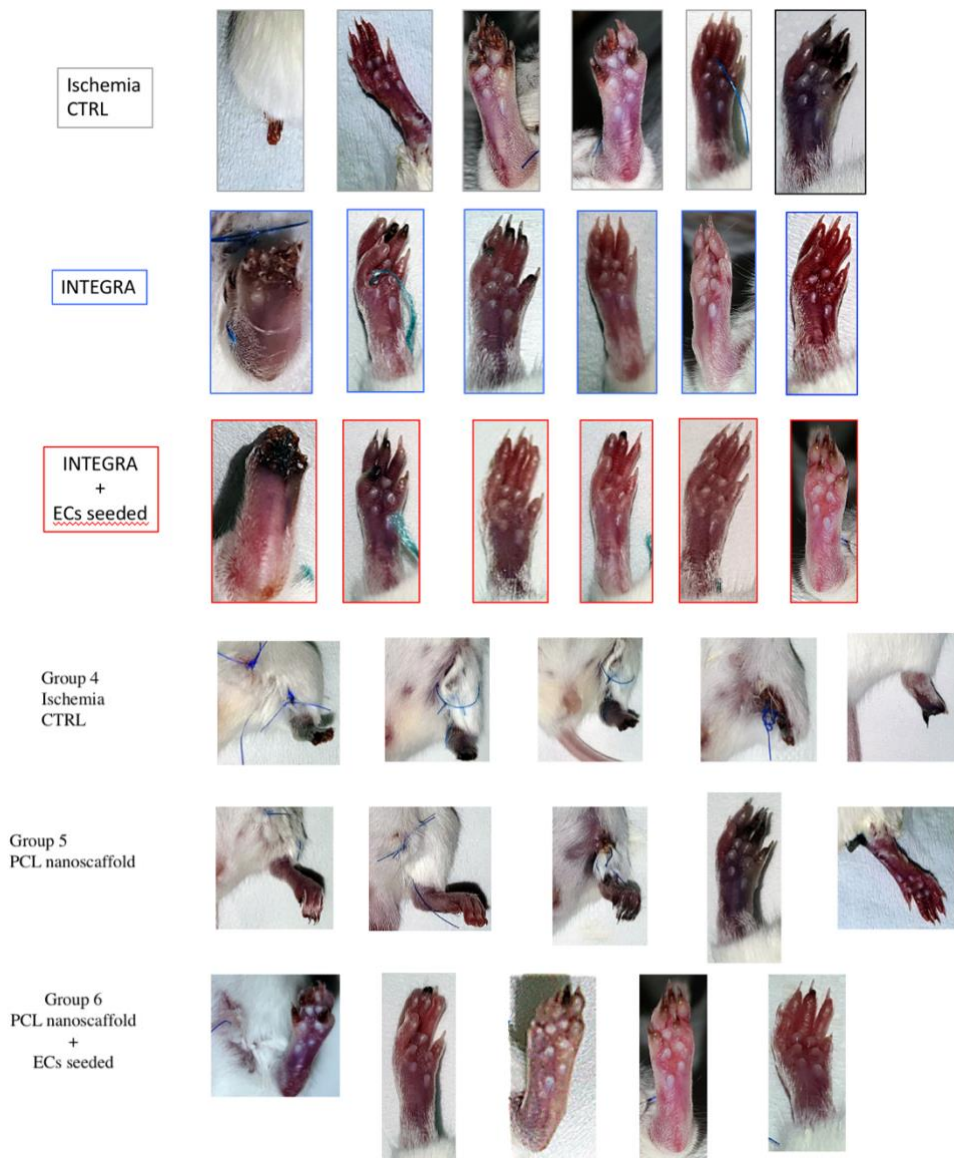 Ischemia
CTRL
INTEGRA
INTEGRA
+
ECs seeded
Group 4
Ischemia
CTRL
Group 5
PCL nanoscaffold
Group 6
PCL nanoscaffold
+
ECs seeded